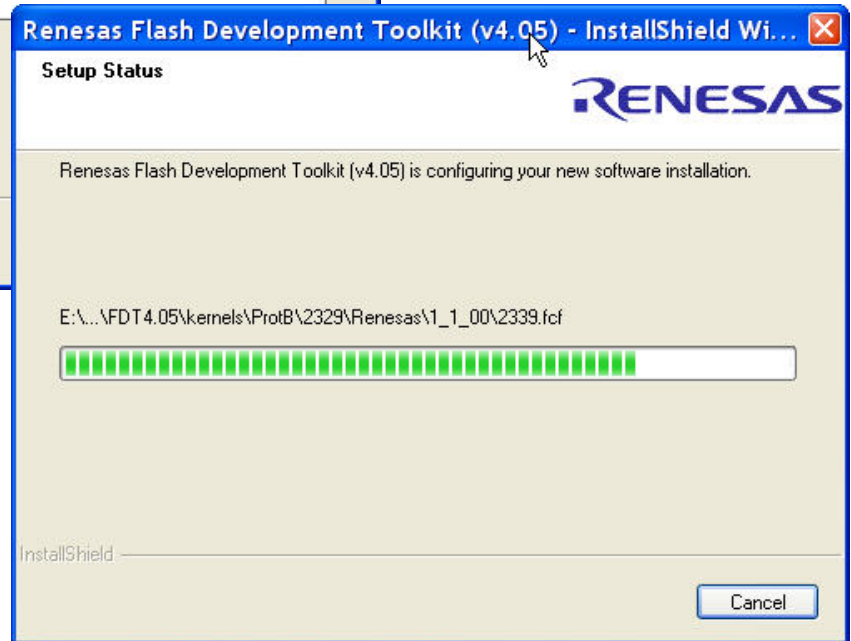 Renesas Flash Development Toolkit (v4.05) - InstallShield Wi...
Setup Status
RENESAS
Renesas Flash Development Toolkit (v4.05) is configuring your new software installation.
E:\...\FDT4.05\kernels\ProtB\2329\Renesas\1_1_00\2339.fcf
InstallShield
Cancel